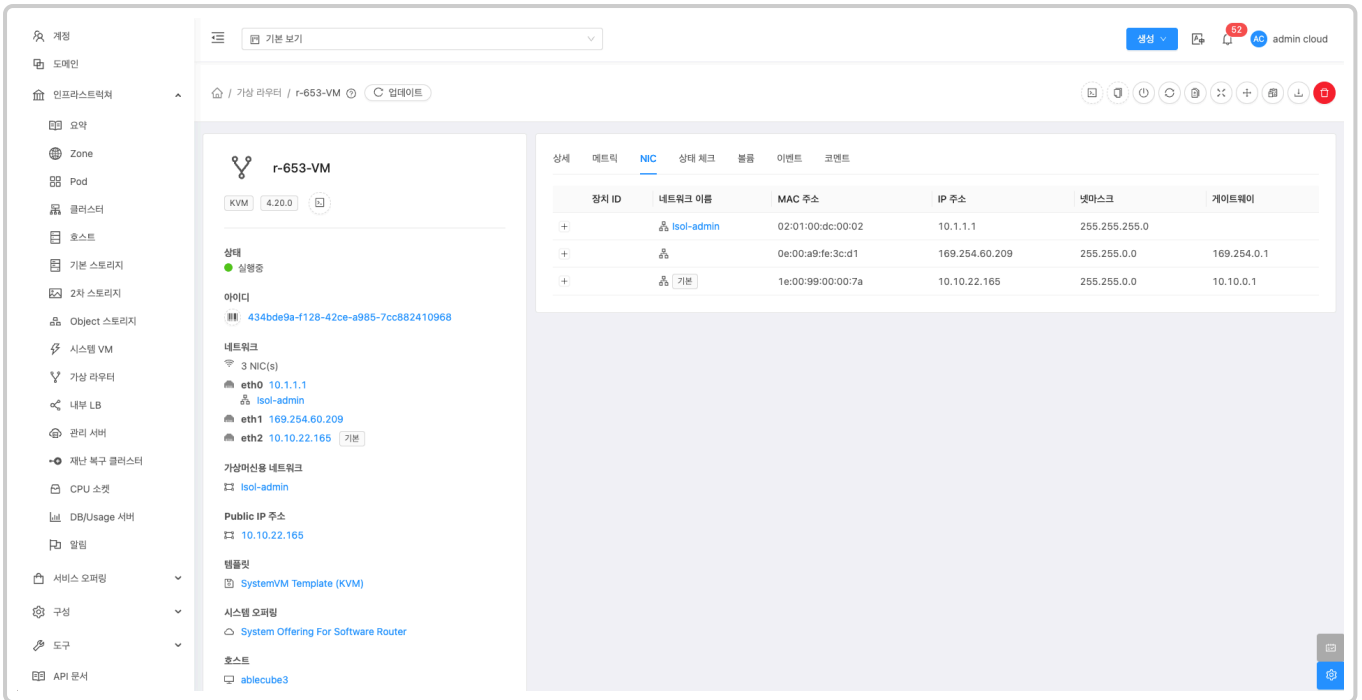 계정
도메인
인프라스트럭쳐
요약
Zone
Pod
클러스터
호스트
기본 스토리지
2차 스토리지
Object 스토리지
시스템 VM
가상 라우터
내부 LB
관리 서버
재난 복구 클러스터
CPU 소켓
DB/Usage 서버
알림
서비스 오퍼링
구성
도구
API 문서
기본 보기
생성
52
AC admin cloud
/ 가상 라우터 / r-653-VM 업데이트
r-653-VM
KVM 4.20.0
상태
실행중
아이디
434bde9a-f128-42ce-a985-7cc882410968
네트워크
3 NIC(s)
eth0 10.1.1.1
Isol-admin
eth1 169.254.60.209
eth2 10.10.22.165 기본
가상머신용 네트워크
Isol-admin
Public IP 주소
10.10.22.165
템플릿
SystemVM Template (KVM)
시스템 오퍼링
System Offering For Software Router
호스트
ablecube3
상세 메트릭 NIC 상태 체크 볼륨 이벤트 코멘트
장치 ID 네트워크 이름 MAC 주소 IP 주소 넷마스크 게이트웨이
Isol-admin 02:01:00:dc:00:02 10.1.1.1 255.255.255.0
0e:00:a9:fe:3c:d1 169.254.60.209 255.255.0.0 169.254.0.1
기본 1e:00:99:00:00:7a 10.10.22.165 255.255.0.0 10.10.0.1